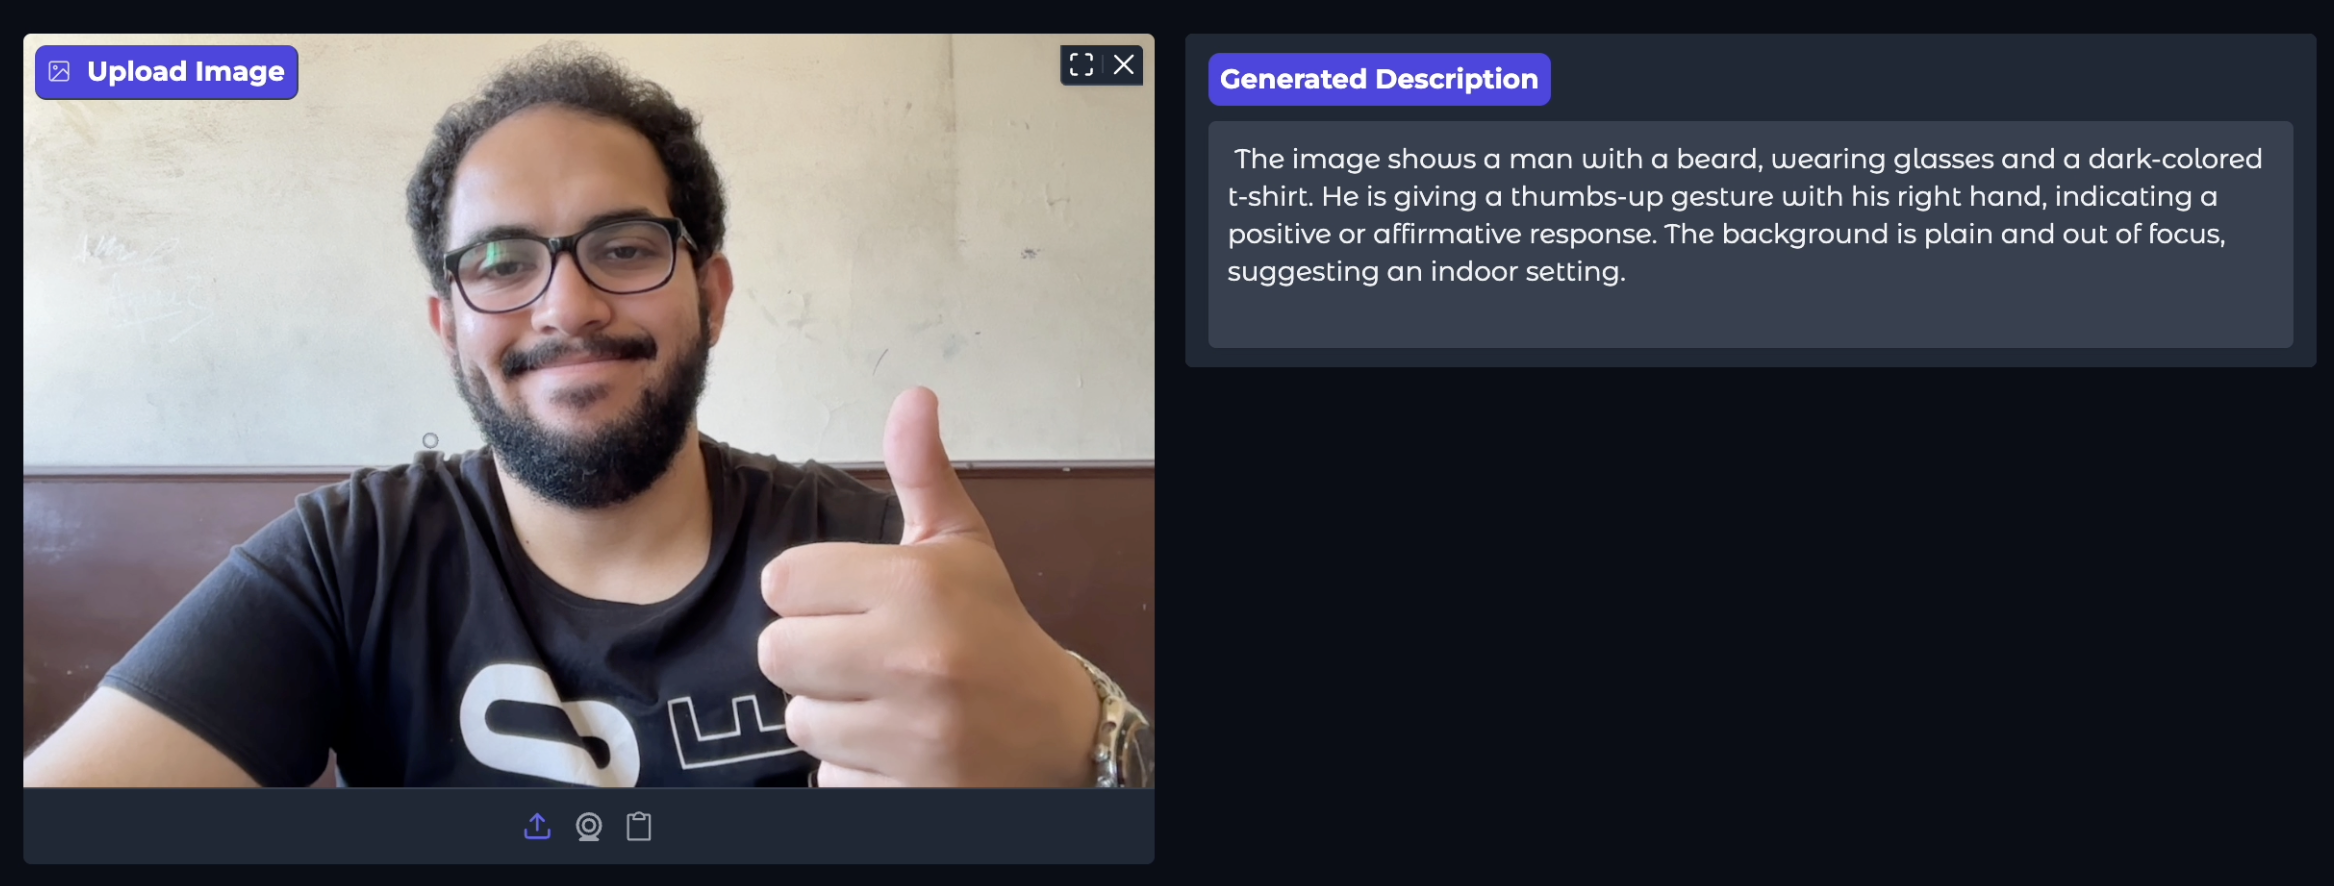 Upload Image
Generated Description
The image shows a man with a beard, wearing glasses and a dark-colored
t-shirt. He is giving a thumbs-up gesture with his right hand, indicating a
positive or affirmative response. The background is plain and out of focus,
suggesting an indoor setting.